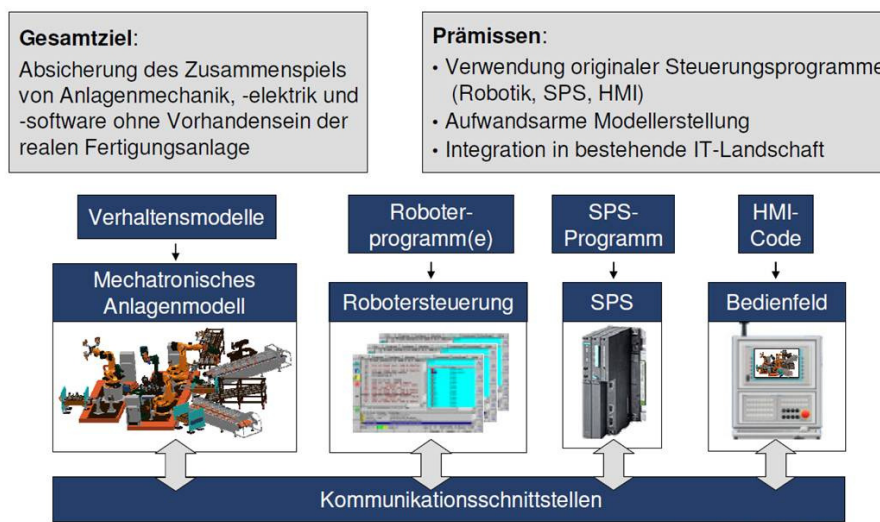 Gesamtziel:
Absicherung des Zusammenspiels
von Anlagenmechanik, -elektrik und
-software ohne Vorhandensein der
realen Fertigungsanlage
Prämissen:
• Verwendung originaler Steuerungsprogramme
(Robotik, SPS, HMI)
• Aufwandsarme Modellerstellung
• Integration in bestehende IT-Landschaft
Verhaltensmodelle
Roboter-
programm(e)
SPS-
Programm
HMI-
Code
Mechatronisches
Anlagenmodell
Robotersteuerung
SPS
Bedienfeld
Kommunikationsschnittstellen